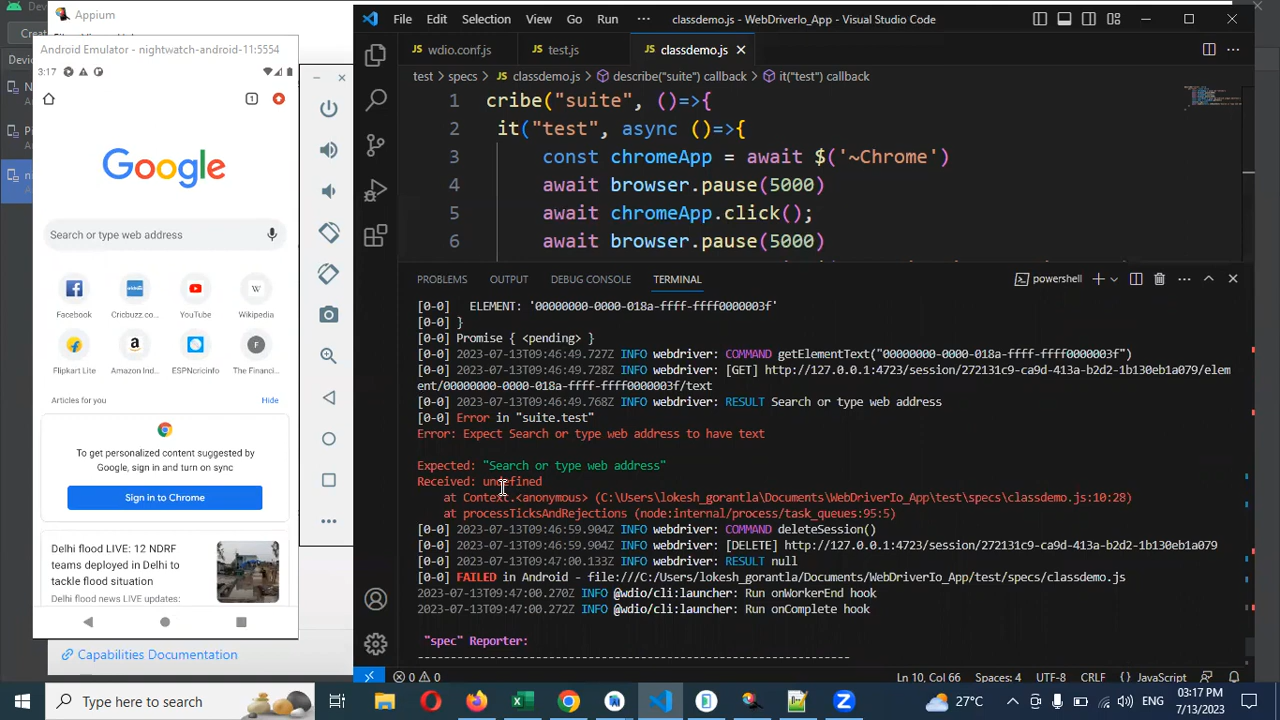 Appium
Android Emulator - nightwatch-android-11:5554
3:17
1
Google
Search or type web address
Facebook
Cricbuzz.co...
YouTube
W
Wikipedia
Flipkart Lite
Amazon Ind...
ESPNcricinfo
F
The Financi...
Articles for you
Hide
To get personalized content suggested by
Google, sign in and turn on sync
Sign in to Chrome
Delhi flood LIVE: 12 NDRF
teams deployed in Delhi to
tackle flood situation
Delhi flood news LIVE updates:
Capabilities Documentation
File Edit Selection View Go Run ··· classdemo.js - WebDriverIo_App - Visual Studio Code
wdio.conf.js
test.js
JS classdemo.js
test > specs > JS classdemo.js > describe("suite") callback > it("test") callback
1 cribe("suite", ()=>{
2 it("test", async ()=>{
3 const chromeApp = await $('~Chrome')
4 await browser.pause(5000)
5 await chromeApp.click();
6 await browser.pause(5000)
PROBLEMS OUTPUT DEBUG CONSOLE TERMINAL powershell
[0-0] ELEMENT: '00000000-0000-018a-ffff-ffff0000003f'
[0-0] }
[0-0] Promise { <pending> }
[0-0] 2023-07-13T09:46:49.727Z INFO webdriver: COMMAND getElementText("00000000-0000-018a-ffff-ffff0000003f")
[0-0] 2023-07-13T09:46:49.728Z INFO webdriver: [GET] http://127.0.0.1:4723/session/272131c9-ca9d-413a-b2d2-1b130eb1a079/elem
ent/00000000-0000-018a-ffff-ffff0000003f/text
[0-0] 2023-07-13T09:46:49.768Z INFO webdriver: RESULT Search or type web address
[0-0] Error in "suite.test"
Error: Expect Search or type web address to have text
Expected: "Search or type web address"
Received: undefined
at Context.<anonymous> (C:\Users\lokesh_gorantla\Documents\WebDriverIo_App\test\specs\classdemo.js:10:28)
at processTicksAndRejections (node:internal/process/task_queues:95:5)
[0-0] 2023-07-13T09:46:59.904Z INFO webdriver: COMMAND deleteSession()
[0-0] 2023-07-13T09:46:59.904Z INFO webdriver: [DELETE] http://127.0.0.1:4723/session/272131c9-ca9d-413a-b2d2-1b130eb1a079
[0-0] 2023-07-13T09:47:00.133Z INFO webdriver: RESULT null
[0-0] FAILED in Android - file:///C:/Users/lokesh_gorantla/Documents/WebDriverIo_App/test/specs/classdemo.js
2023-07-13T09:47:00.270Z INFO @wdio/cli:launcher: Run onWorkerEnd hook
2023-07-13T09:47:00.272Z INFO @wdio/cli:launcher: Run onComplete hook
"spec" Reporter:
------------------------------------------------------------------
0 0 Ln 10, Col 28 Spaces: 4 UTF-8 CRLF JavaScript
Type here to search
27°C
ENG
03:17 PM
7/13/2023